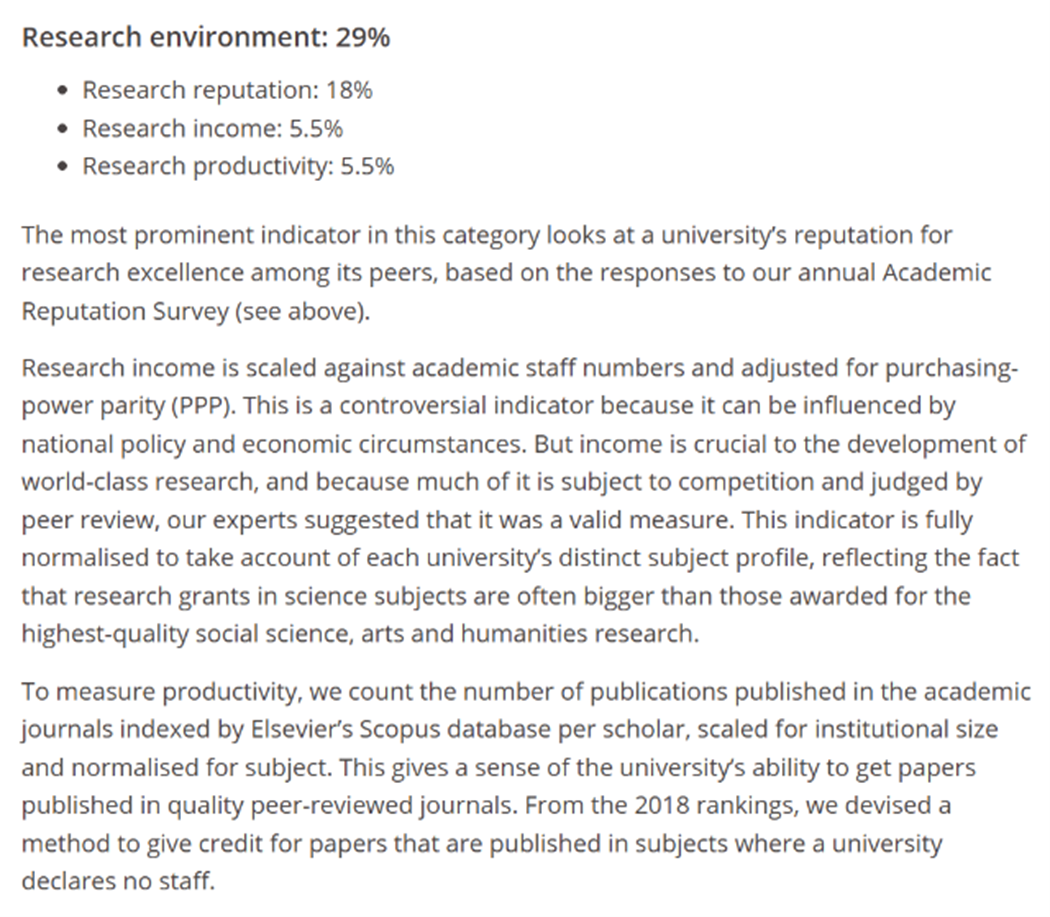 Research environment: 29%
• Research reputation: 18%
• Research income: 5.5%
• Research productivity: 5.5%
The most prominent indicator in this category looks at a university’s reputation for
research excellence among its peers, based on the responses to our annual Academic
Reputation Survey (see above).
Research income is scaled against academic staff numbers and adjusted for purchasing-
power parity (PPP). This is a controversial indicator because it can be influenced by
national policy and economic circumstances. But income is crucial to the development of
world-class research, and because much of it is subject to competition and judged by
peer review, our experts suggested that it was a valid measure. This indicator is fully
normalised to take account of each university’s distinct subject profile, reflecting the fact
that research grants in science subjects are often bigger than those awarded for the
highest-quality social science, arts and humanities research.
To measure productivity, we count the number of publications published in the academic
journals indexed by Elsevier’s Scopus database per scholar, scaled for institutional size
and normalised for subject. This gives a sense of the university’s ability to get papers
published in quality peer-reviewed journals. From the 2018 rankings, we devised a
method to give credit for papers that are published in subjects where a university
declares no staff.